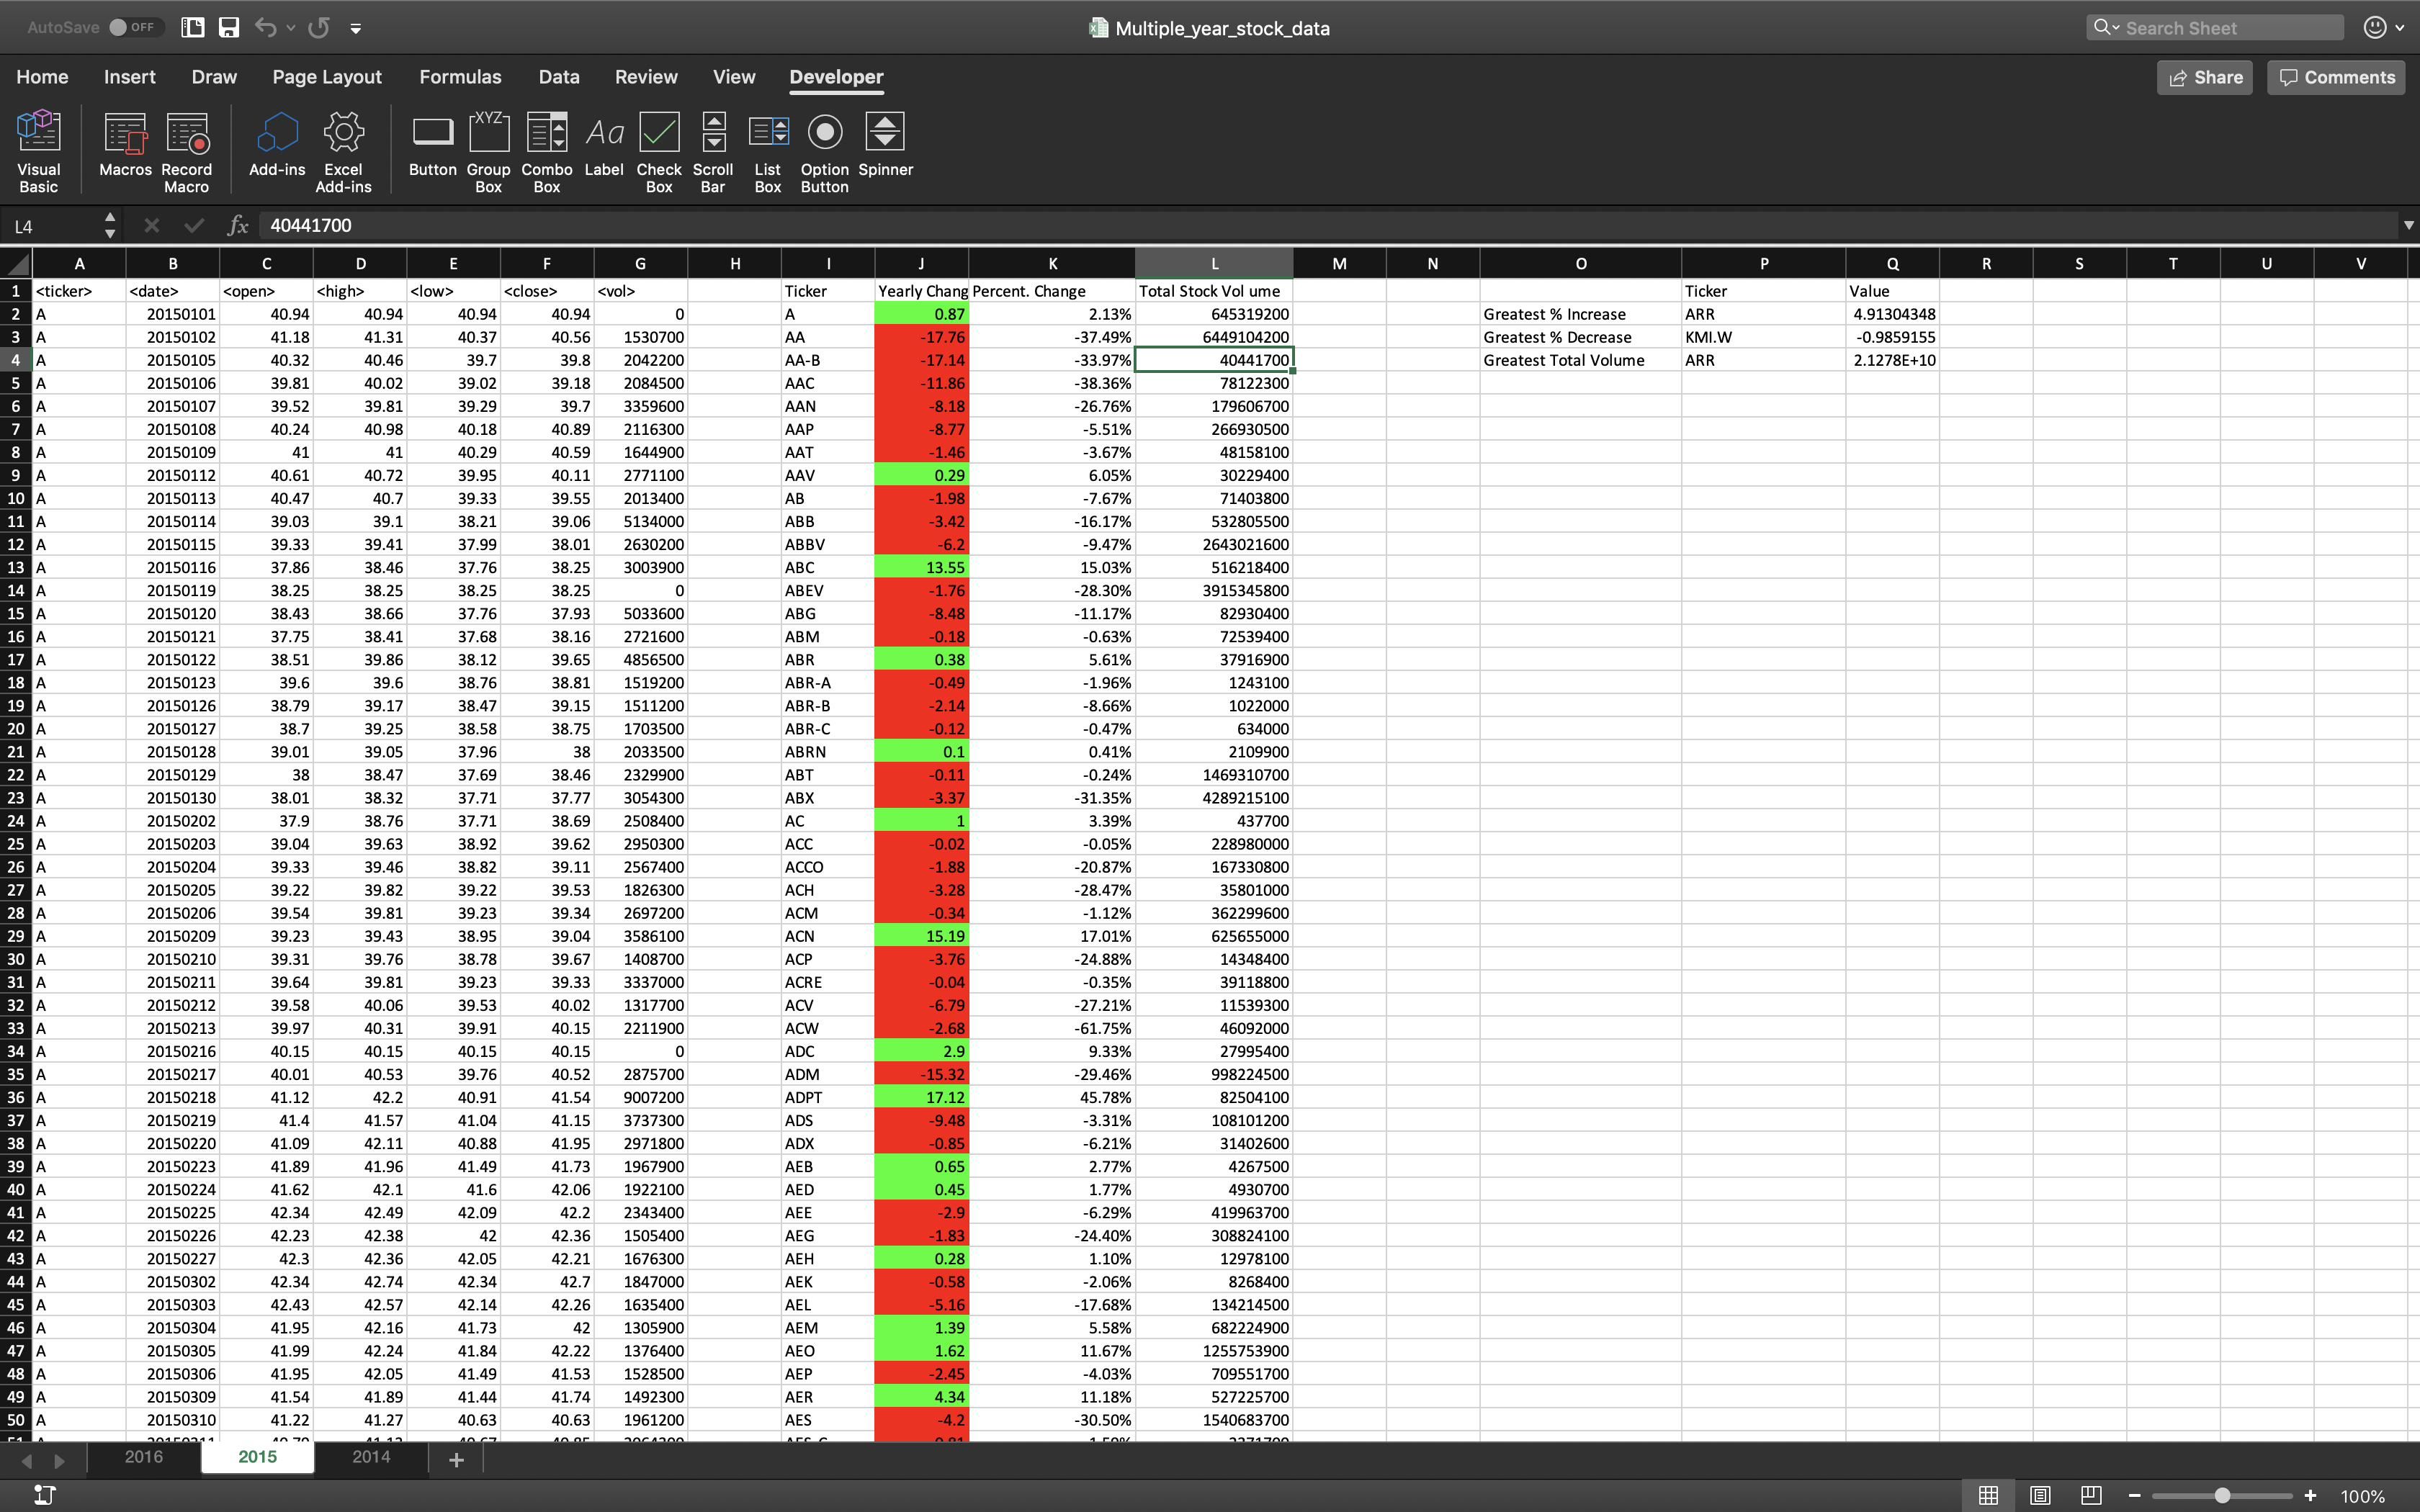 AutoSave OFF Multiple_year_stock_data Search Sheet
Home Insert Draw Page Layout Formulas Data Review View Developer Share Comments
Visual Basic Macros Record Macro Add-ins Excel Add-ins Button Group Box Combo Box Label Check Box Scroll Bar List Box Option Button Spinner
XYZ Aa
L4 fx 40441700
A B C D E F G H I J K L M N O P Q R S T U V
1 <ticker> <date> <open> <high> <low> <close> <vol> Ticker Yearly Chang Percent. Change Total Stock Vol ume Ticker Value
2 A 20150101 40.94 40.94 40.94 40.94 0 A 0.87 2.13% 645319200 Greatest % Increase ARR 4.91304348
3 A 20150102 41.18 41.31 40.37 40.56 1530700 AA -17.76 -37.49% 6449104200 Greatest % Decrease KMI.W -0.9859155
4 A 20150105 40.32 40.46 39.7 39.8 2042200 AA-B -17.14 -33.97% 40441700 Greatest Total Volume ARR 2.1278E+10
5 A 20150106 39.81 40.02 39.02 39.18 2084500 AAC -11.86 -38.36% 78122300
6 A 20150107 39.52 39.81 39.29 39.7 3359600 AAN -8.18 -26.76% 179606700
7 A 20150108 40.24 40.98 40.18 40.89 2116300 AAP -8.77 -5.51% 266930500
8 A 20150109 41 41 40.29 40.59 1644900 AAT -1.46 -3.67% 48158100
9 A 20150112 40.61 40.72 39.95 40.11 2771100 AAV 0.29 6.05% 30229400
10 A 20150113 40.47 40.7 39.33 39.55 2013400 AB -1.98 -7.67% 71403800
11 A 20150114 39.03 39.1 38.21 39.06 5134000 ABB -3.42 -16.17% 532805500
12 A 20150115 39.33 39.41 37.99 38.01 2630200 ABBV -6.2 -9.47% 2643021600
13 A 20150116 37.86 38.46 37.76 38.25 3003900 ABC 13.55 15.03% 516218400
14 A 20150119 38.25 38.25 38.25 38.25 0 ABEV -1.76 -28.30% 3915345800
15 A 20150120 38.43 38.66 37.76 37.93 5033600 ABG -8.48 -11.17% 82930400
16 A 20150121 37.75 38.41 37.68 38.16 2721600 ABM -0.18 -0.63% 72539400
17 A 20150122 38.51 39.86 38.12 39.65 4856500 ABR 0.38 5.61% 37916900
18 A 20150123 39.6 39.6 38.76 38.81 1519200 ABR-A -0.49 -1.96% 1243100
19 A 20150126 38.79 39.17 38.47 39.15 1511200 ABR-B -2.14 -8.66% 1022000
20 A 20150127 38.7 39.25 38.58 38.75 1703500 ABR-C -0.12 -0.47% 634000
21 A 20150128 39.01 39.05 37.96 38 2033500 ABRN 0.1 0.41% 2109900
22 A 20150129 38 38.47 37.69 38.46 2329900 ABT -0.11 -0.24% 1469310700
23 A 20150130 38.01 38.32 37.71 37.77 3054300 ABX -3.37 -31.35% 4289215100
24 A 20150202 37.9 38.76 37.71 38.69 2508400 AC 1 3.39% 437700
25 A 20150203 39.04 39.63 38.92 39.62 2950300 ACC -0.02 -0.05% 228980000
26 A 20150204 39.33 39.46 38.82 39.11 2567400 ACCO -1.88 -20.87% 167330800
27 A 20150205 39.22 39.82 39.22 39.53 1826300 ACH -3.28 -28.47% 35801000
28 A 20150206 39.54 39.81 39.23 39.34 2697200 ACM -0.34 -1.12% 362299600
29 A 20150209 39.23 39.43 38.95 39.04 3586100 ACN 15.19 17.01% 625655000
30 A 20150210 39.31 39.76 38.78 39.67 1408700 ACP -3.76 -24.88% 14348400
31 A 20150211 39.64 39.81 39.23 39.33 3337000 ACRE -0.04 -0.35% 39118800
32 A 20150212 39.58 40.06 39.53 40.02 1317700 ACV -6.79 -27.21% 11539300
33 A 20150213 39.97 40.31 39.91 40.15 2211900 ACW -2.68 -61.75% 46092000
34 A 20150216 40.15 40.15 40.15 40.15 0 ADC 2.9 9.33% 27995400
35 A 20150217 40.01 40.53 39.76 40.52 2875700 ADM -15.32 -29.46% 998224500
36 A 20150218 41.12 42.2 40.91 41.54 9007200 ADPT 17.12 45.78% 82504100
37 A 20150219 41.4 41.57 41.04 41.15 3737300 ADS -9.48 -3.31% 108101200
38 A 20150220 41.09 42.11 40.88 41.95 2971800 ADX -0.85 -6.21% 31402600
39 A 20150223 41.89 41.96 41.49 41.73 1967900 AEB 0.65 2.77% 4267500
40 A 20150224 41.62 42.1 41.6 42.06 1922100 AED 0.45 1.77% 4930700
41 A 20150225 42.34 42.49 42.09 42.2 2343400 AEE -2.9 -6.29% 419963700
42 A 20150226 42.23 42.38 42 42.36 1505400 AEG -1.83 -24.40% 308824100
43 A 20150227 42.3 42.36 42.05 42.21 1676300 AEH 0.28 1.10% 12978100
44 A 20150302 42.34 42.74 42.34 42.7 1847000 AEK -0.58 -2.06% 8268400
45 A 20150303 42.43 42.57 42.14 42.26 1635400 AEL -5.16 -17.68% 134214500
46 A 20150304 41.95 42.16 41.73 42 1305900 AEM 1.39 5.58% 682224900
47 A 20150305 41.99 42.24 41.84 42.22 1376400 AEO 1.62 11.67% 1255753900
48 A 20150306 41.95 42.05 41.49 41.53 1528500 AEP -2.45 -4.03% 709551700
49 A 20150309 41.54 41.89 41.44 41.74 1492300 AER 4.34 11.18% 527225700
50 A 20150310 41.22 41.27 40.63 40.63 1961200 AES -4.2 -30.50% 1540683700
2016 2015 2014
100%